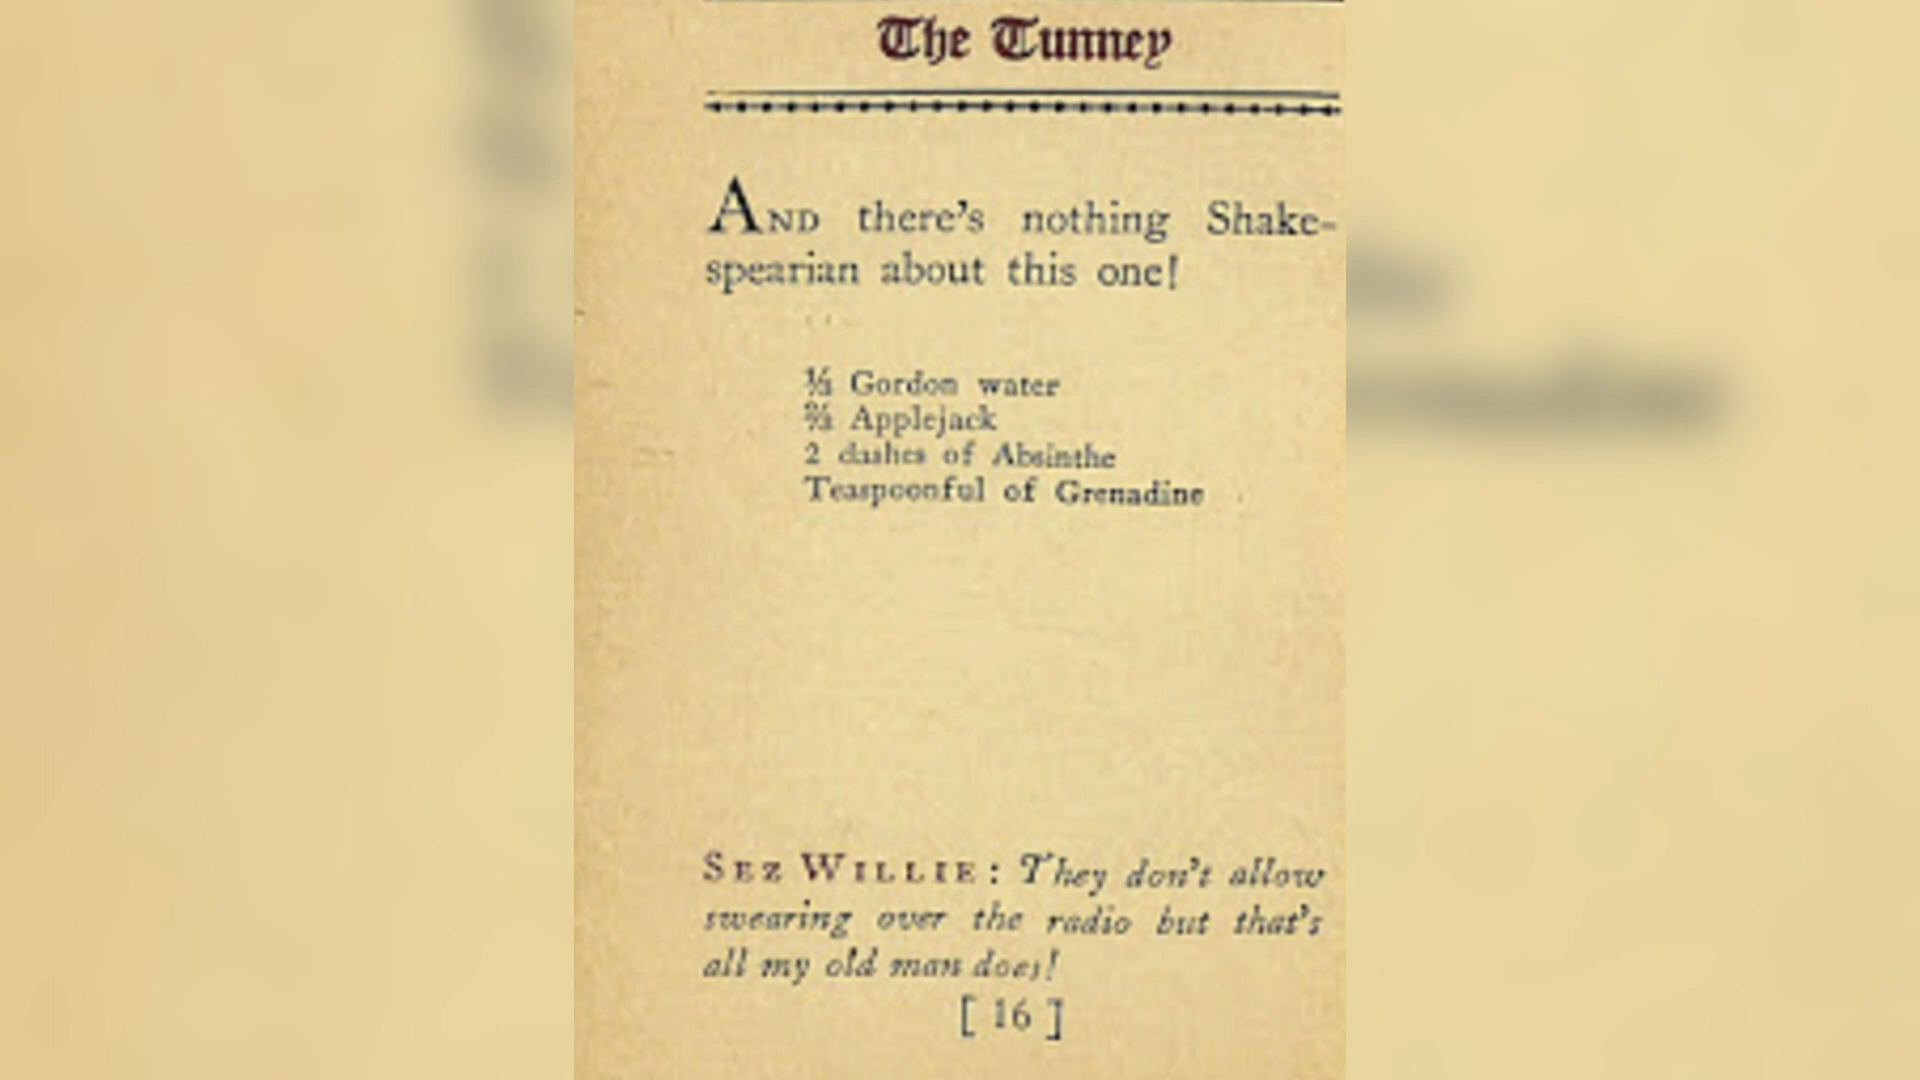 The Tunney
AND there's nothing Shake-
spearian about this one!
⅓ Gordon water
⅔ Applejack
2 dashes of Absinthe
Teaspoonful of Grenadine
SEZ WILLIE: They don't allow
swearing over the radio but that's
all my old man does!
[ 16 ]